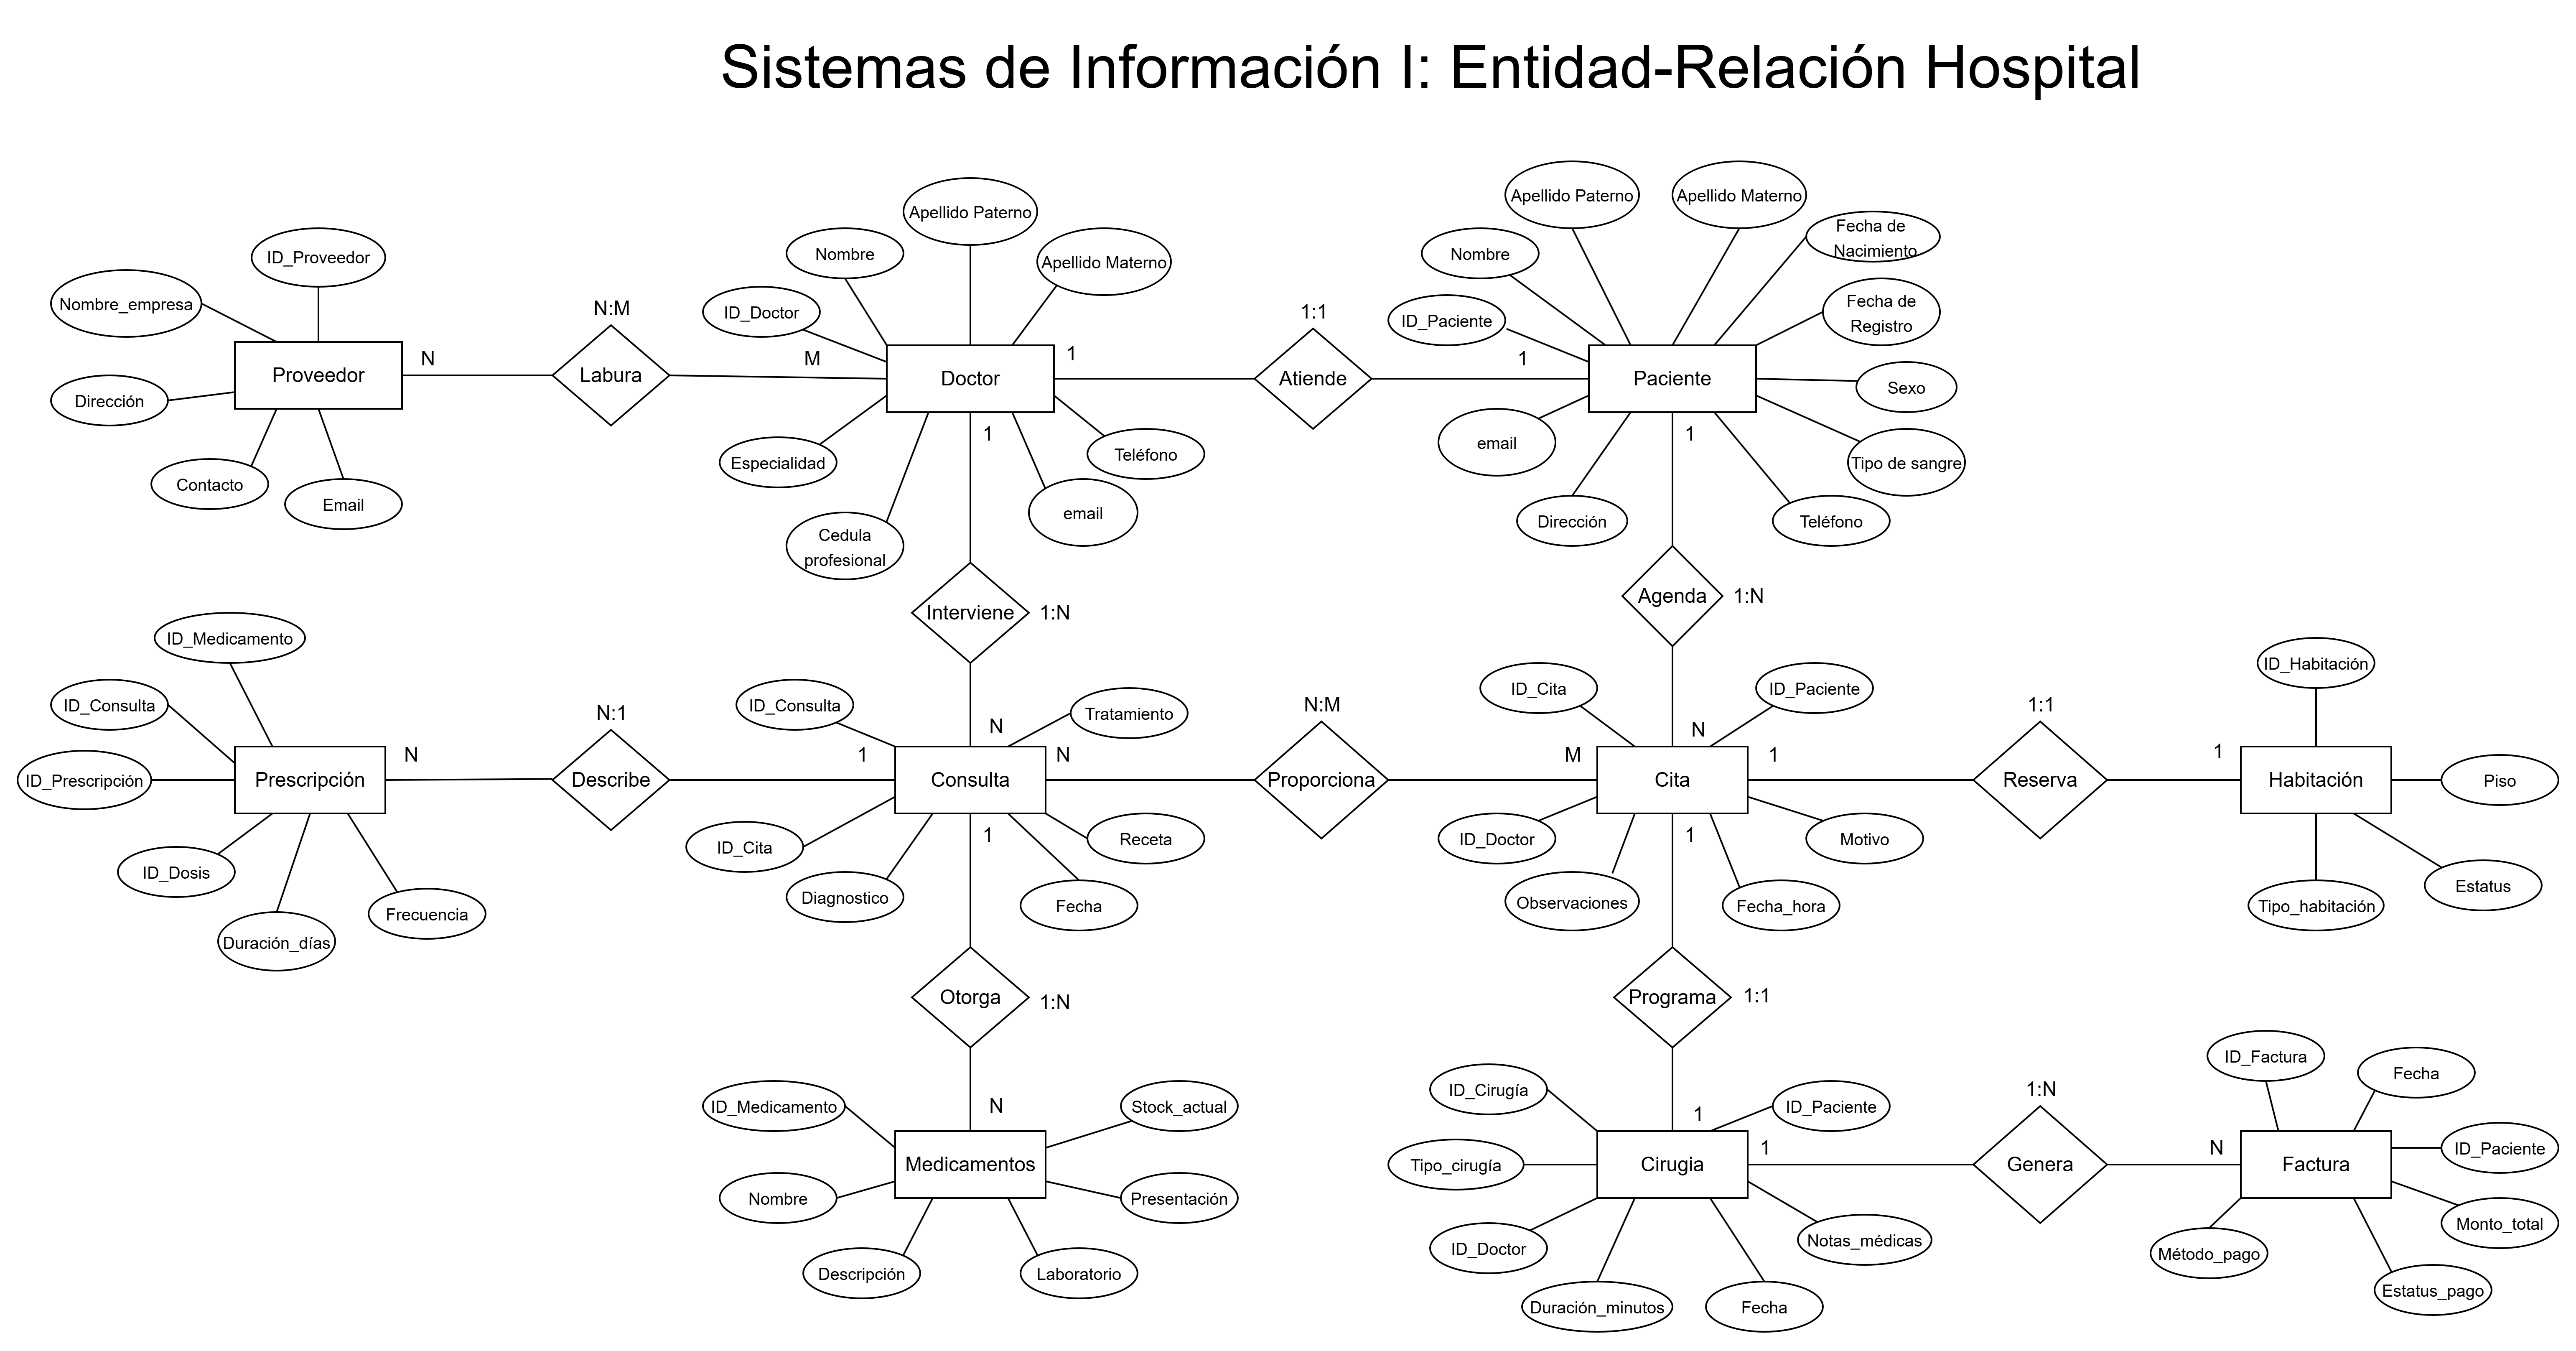 Sistemas de Información I: Entidad-Relación Hospital
Apellido Paterno
Apellido Materno
Apellido Paterno
Fecha de
Nacimiento
Nombre
Nombre
ID_Proveedor
Apellido Materno
Nombre_empresa
Fecha de
Registro
N:M
ID_Doctor
1:1
ID_Paciente
N
M
1
1
Proveedor
Labura
Doctor
Atiende
Paciente
Sexo
Dirección
1
1
email
Teléfono
Especialidad
Tipo de sangre
Contacto
Email
email
Dirección
Teléfono
Cedula
profesional
Agenda
1:N
Interviene
1:N
ID_Medicamento
ID_Habitación
ID_Cita
ID_Paciente
ID_Consulta
ID_Consulta
Tratamiento
N:1
N:M
1:1
N
1
N
N
M
N
1
1
ID_Prescripción
Prescripción
Describe
Consulta
Proporciona
Cita
Reserva
Habitación
Piso
1
1
ID_Cita
Receta
ID_Doctor
Motivo
ID_Dosis
Diagnostico
Fecha
Observaciones
Fecha_hora
Tipo_habitación
Estatus
Frecuencia
Duración_días
Otorga
1:N
Programa
1:1
ID_Factura
Fecha
ID_Cirugía
1:N
ID_Medicamento
N
Stock_actual
1
ID_Paciente
1
N
ID_Paciente
Medicamentos
Tipo_cirugía
Cirugia
Genera
Factura
Nombre
Presentación
Monto_total
ID_Doctor
Notas_médicas
Método_pago
Descripción
Laboratorio
Estatus_pago
Duración_minutos
Fecha